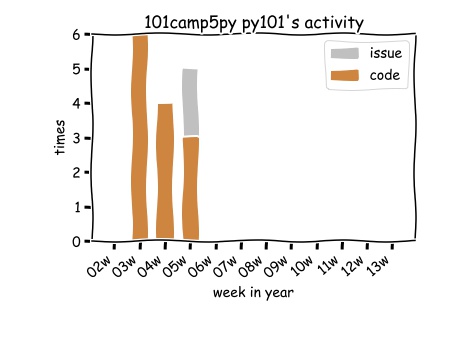 101camp5py py101's activity
issue
code
6
5
4
3
2
1
0
times
02w 03w 04w 05w 06w 07w 08w 09w 10w 11w 12w 13w
week in year